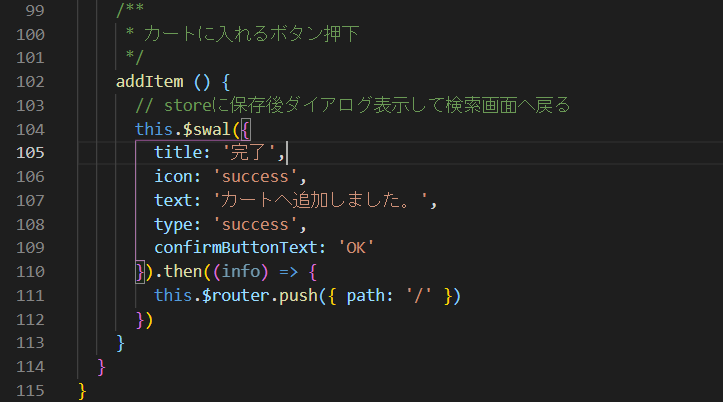 99 /**
100 * カートに入れるボタン押下
101 */
102 addItem () {
103 // storeに保存後ダイアログ表示して検索画面へ戻る
104 this.$swal({
105 title: '完了',
106 icon: 'success',
107 text: 'カートへ追加しました。',
108 type: 'success',
109 confirmButtonText: 'OK'
110 }).then((info) => {
111 this.$router.push({ path: '/' })
112 })
113 }
114 }
115 }